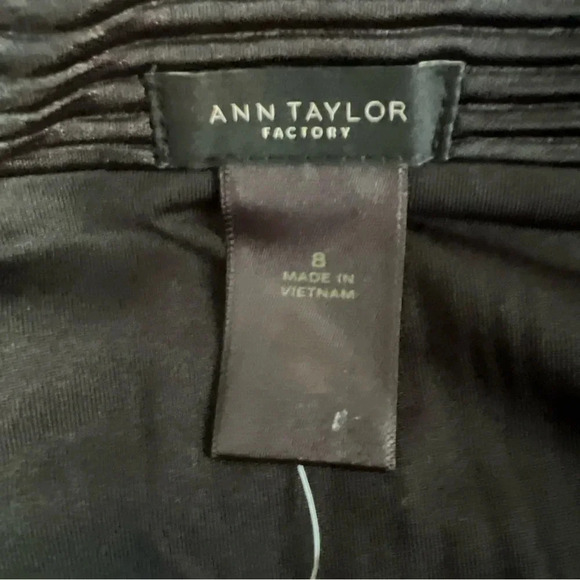 ANN TAYLOR
FACTORY
8
MADE IN
VIETNAM